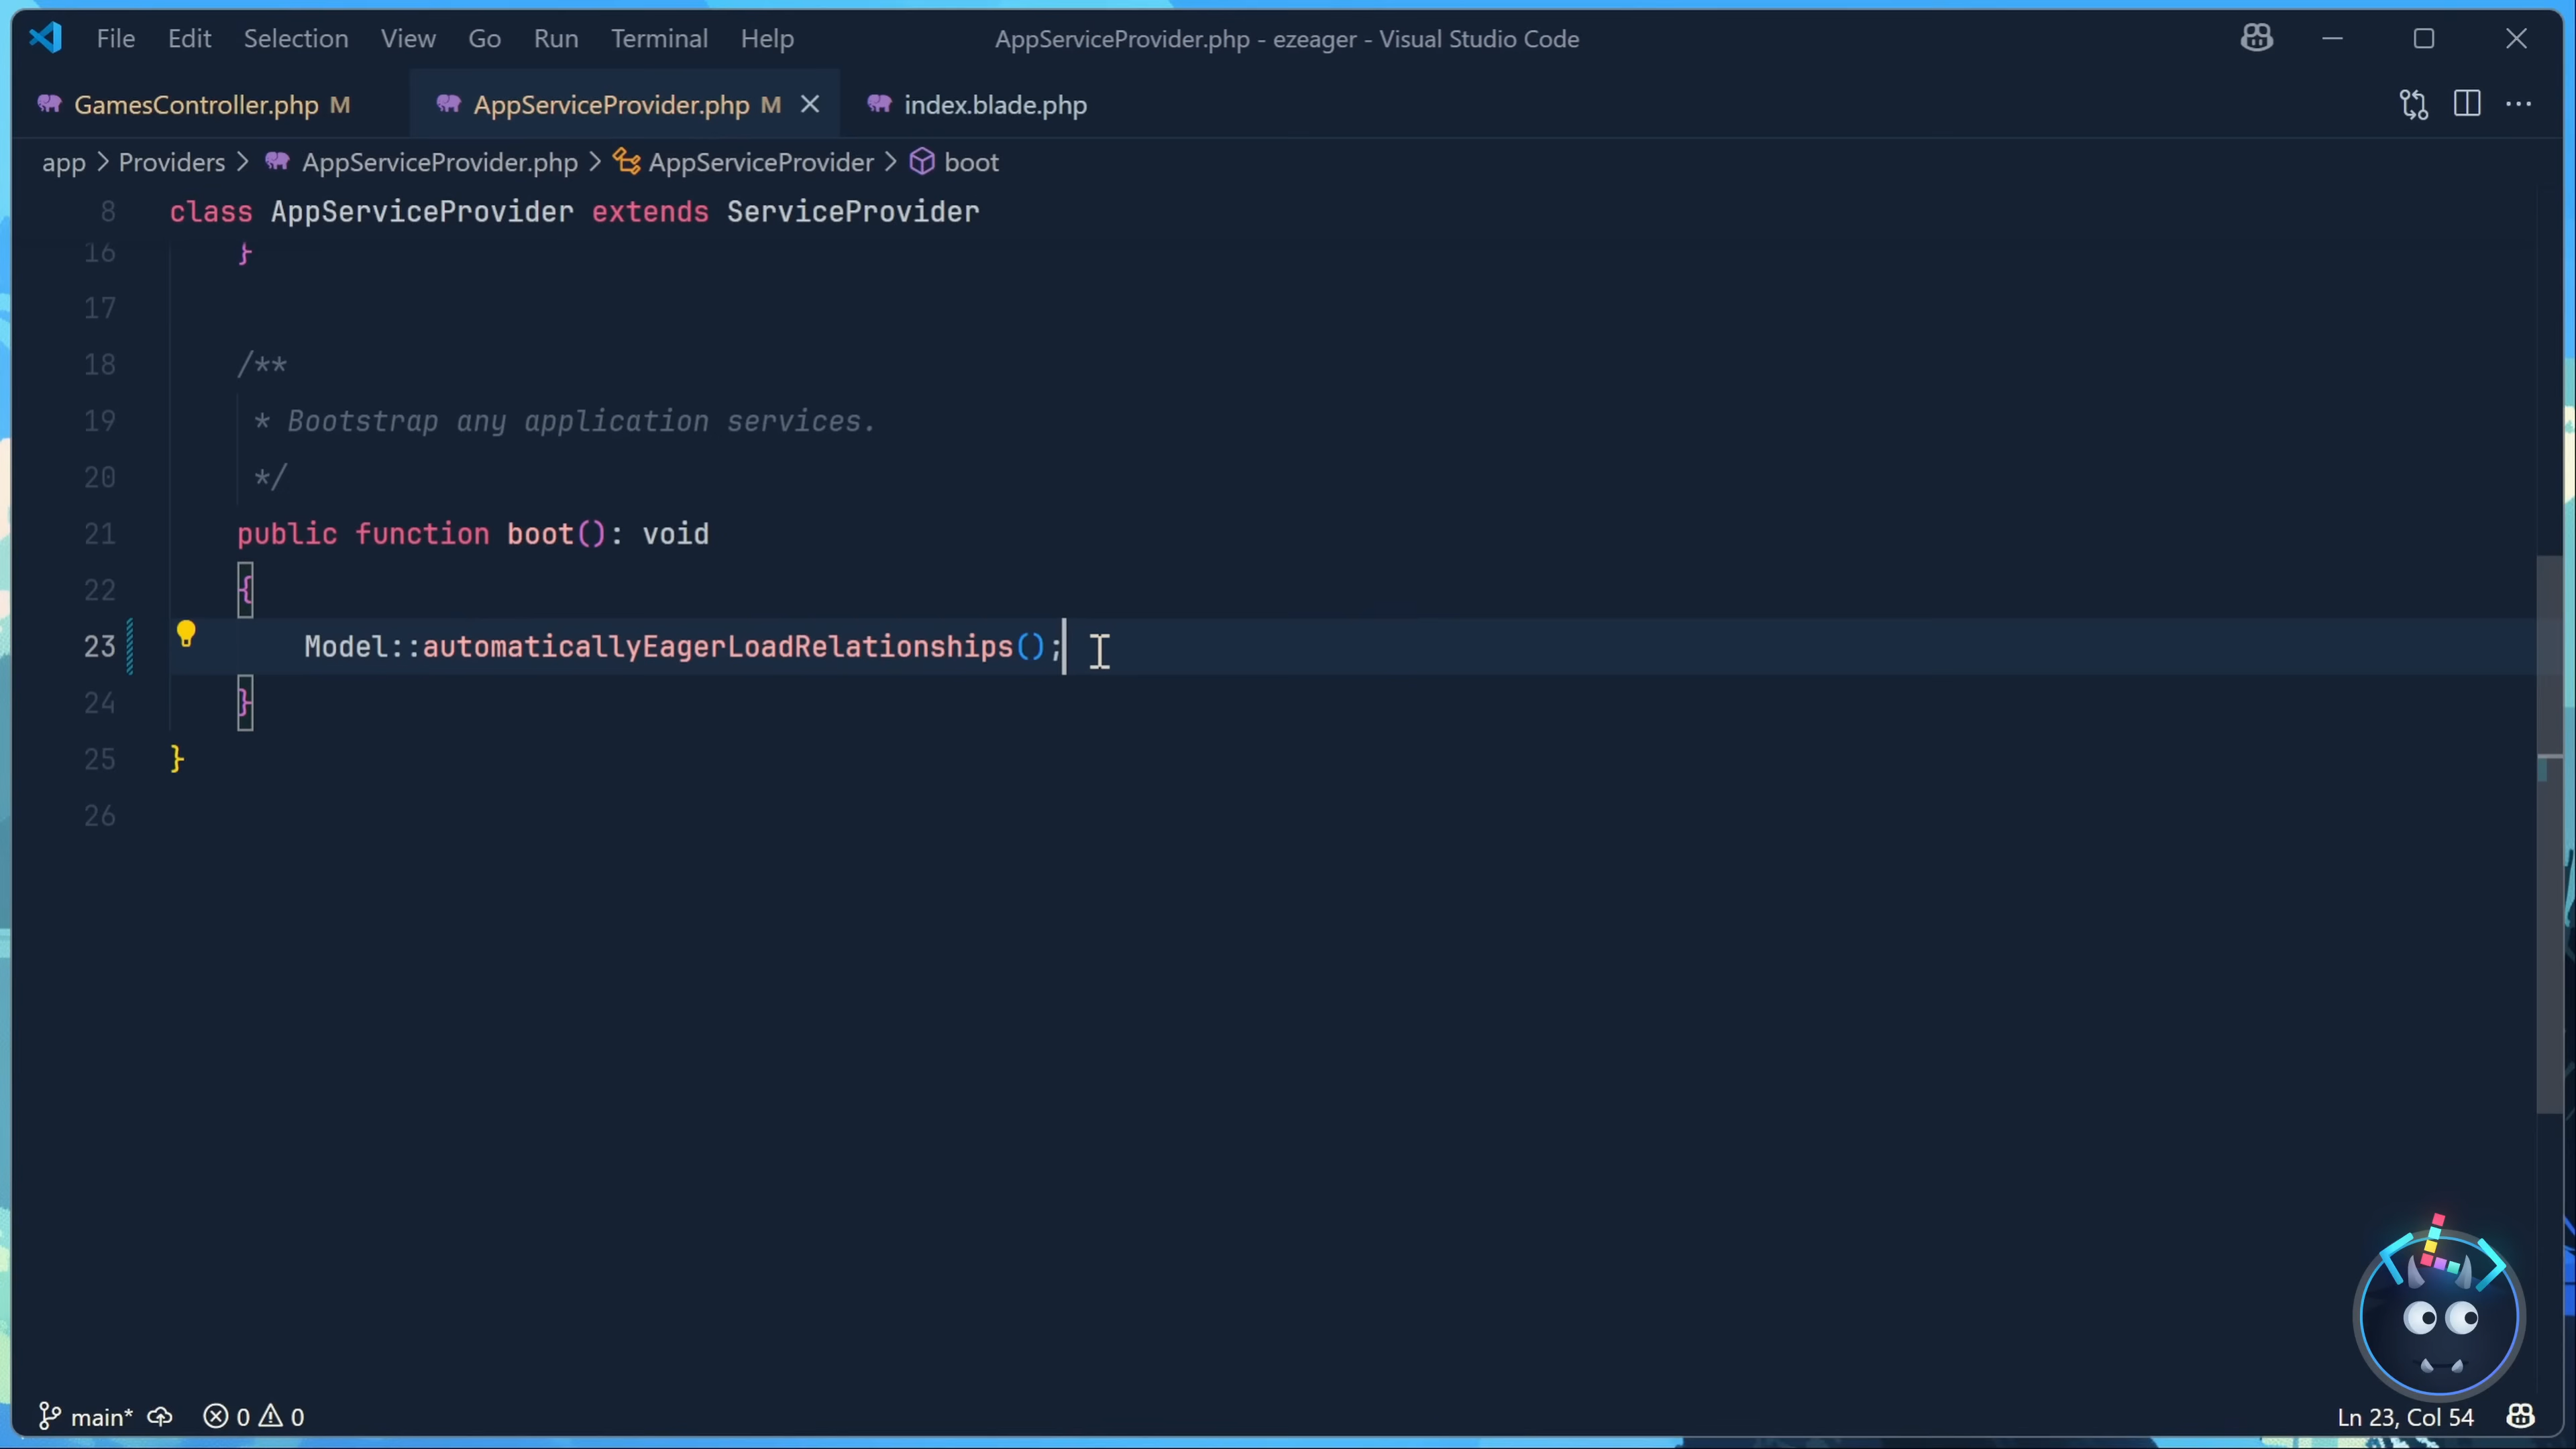 File Edit Selection View Go Run Terminal Help AppServiceProvider.php - ezeager - Visual Studio Code
GamesController.php M AppServiceProvider.php M index.blade.php
app > Providers > AppServiceProvider.php > AppServiceProvider > boot
8 class AppServiceProvider extends ServiceProvider
16 }
17
18 /**
19 * Bootstrap any application services.
20 */
21 public function boot(): void
22 {
23 Model::automaticallyEagerLoadRelationships();
24 }
25 }
26
main* 0 0 Ln 23, Col 54